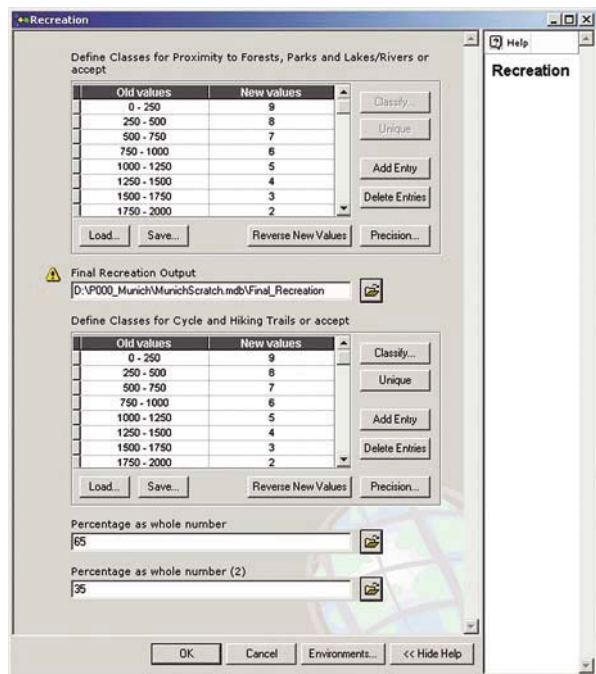 Recreation
Help
Recreation
Define Classes for Proximity to Forests, Parks and Lakes/Rivers or
accept
Old values New values
0 - 250 9
250 - 500 8
500 - 750 7
750 - 1000 6
1000 - 1250 5
1250 - 1500 4
1500 - 1750 3
1750 - 2000 2
Classify...
Unique
Add Entry
Delete Entries
Load... Save... Reverse New Values Precision...
Final Recreation Output
D:\P000_Munich\MunichScratch.mdb\Final_Recreation
Define Classes for Cycle and Hiking Trails or accept
Old values New values
0 - 250 9
250 - 500 8
500 - 750 7
750 - 1000 6
1000 - 1250 5
1250 - 1500 4
1500 - 1750 3
1750 - 2000 2
Classify...
Unique
Add Entry
Delete Entries
Load... Save... Reverse New Values Precision...
Percentage as whole number
65
Percentage as whole number (2)
35
OK Cancel Environments... << Hide Help